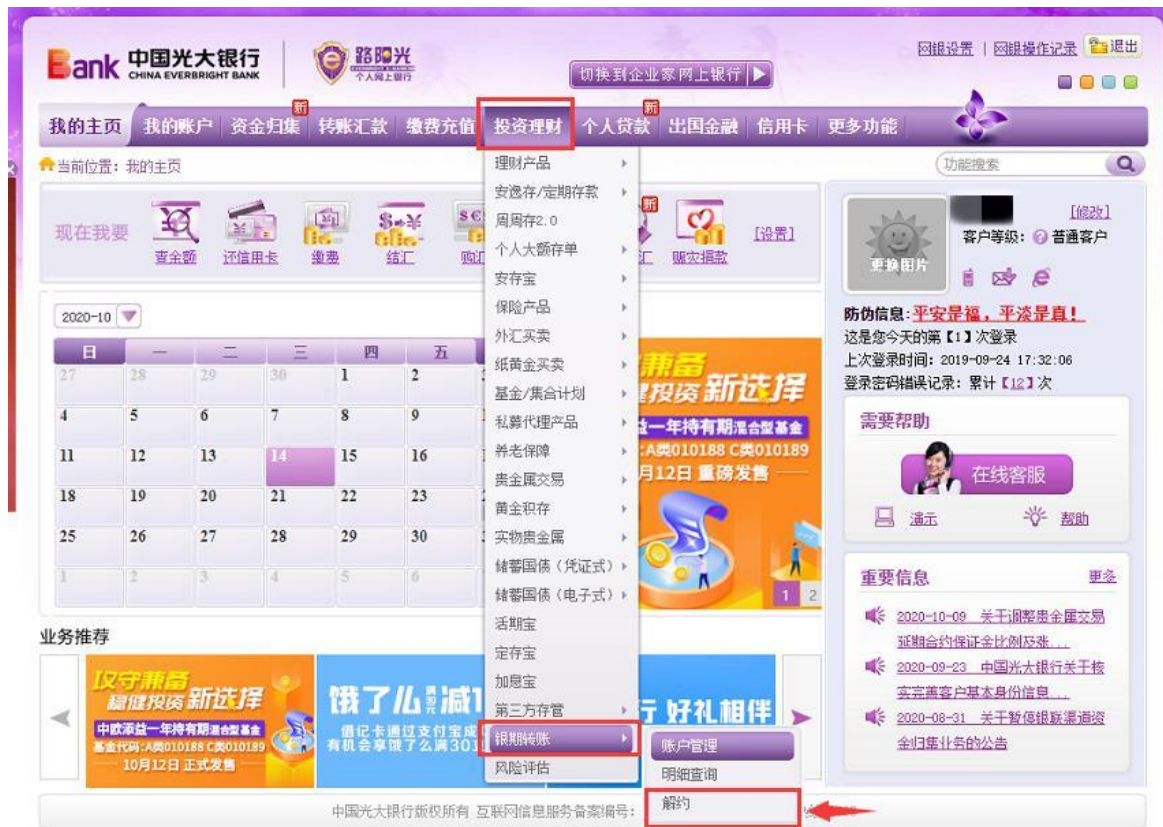 Bank 中国光大银行 CHINA EVERBRIGHT BANK
路阳光 个人网上银行
切换到企业家网上银行
网银设置 | 网银操作记录 退出
我的主页 我的账户 资金归集 新 转账汇款 缴费充值 投资理财 个人贷款 新 出国金融 信用卡 更多功能
当前位置：我的主页
功能搜索
现在我要
查余额 还信用卡 缴费 结汇 新 赈灾捐款 [设置]
2020-10
日 一 二 三 四 五
27 28 29 30 1 2
4 5 6 7 8 9
11 12 13 14 15 16
18 19 20 21 22 23
25 26 27 28 29 30
1 2 3 4 5 6
理财产品
安逸存/定期存款
周周存2.0
个人大额存单
安存宝
保险产品
外汇买卖
纸黄金买卖
基金/集合计划
私募代理产品
养老保障
贵金属交易
黄金积存
实物贵金属
储蓄国债（凭证式）
储蓄国债（电子式）
活期宝
定存宝
加息宝
第三方存管
银期转账
风险评估
账户管理
明细查询
解约
兼备
投资新选择
一年持有期混合型基金
:A类010188 C类010189
月12日 重磅发售
1 2
更换图片
[修改]
客户等级： 普通客户
防伪信息:平安是福，平淡是真！
这是您今天的第【1】次登录
上次登录时间：2019-09-24 17:32:06
登录密码错误记录：累计【12】次
需要帮助
在线客服
演示 帮助
重要信息 更多
2020-10-09 关于调整贵金属交易
延期合约保证金比例及涨...
2020-09-23 中国光大银行关于核
实完善客户基本身份信息...
2020-08-31 关于暂停银联渠道资
金归集业务的公告
业务推荐
攻守兼备
稳健投资 新选择
中欧添益一年持有期混合型基金
基金代码:A类010188 C类010189
10月12日 正式发售
饿了么 满 减1
借记卡通过支付宝成
有机会享饿了么满30
行 好礼相伴
中国光大银行版权所有 互联网信息服务备案编号：